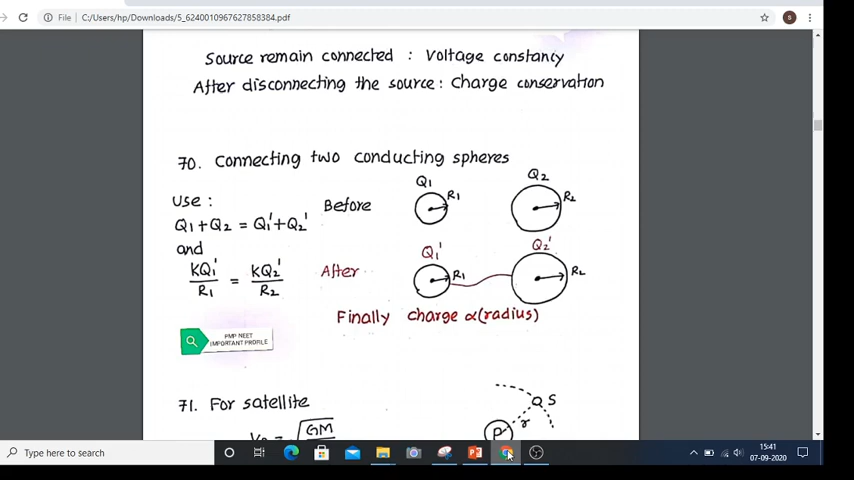 File
C:/Users/hp/Downloads/5_6240010967627858384.pdf
S
Source remain connected : Voltage constancy
After disconnecting the source : Charge conservation
70. Connecting two conducting spheres
Use :
Q1 + Q2 = Q1' + Q2'
and
kQ1'/R1 = kQ2'/R2
Before
Q1
R1
Q2
R2
After
Q1'
R1
Q2'
R2
Finally charge α (radius)
PMP NEET
IMPORTANT PROFILE
71. For satellite
GM
S
r
P
Type here to search
15:41
07-09-2020